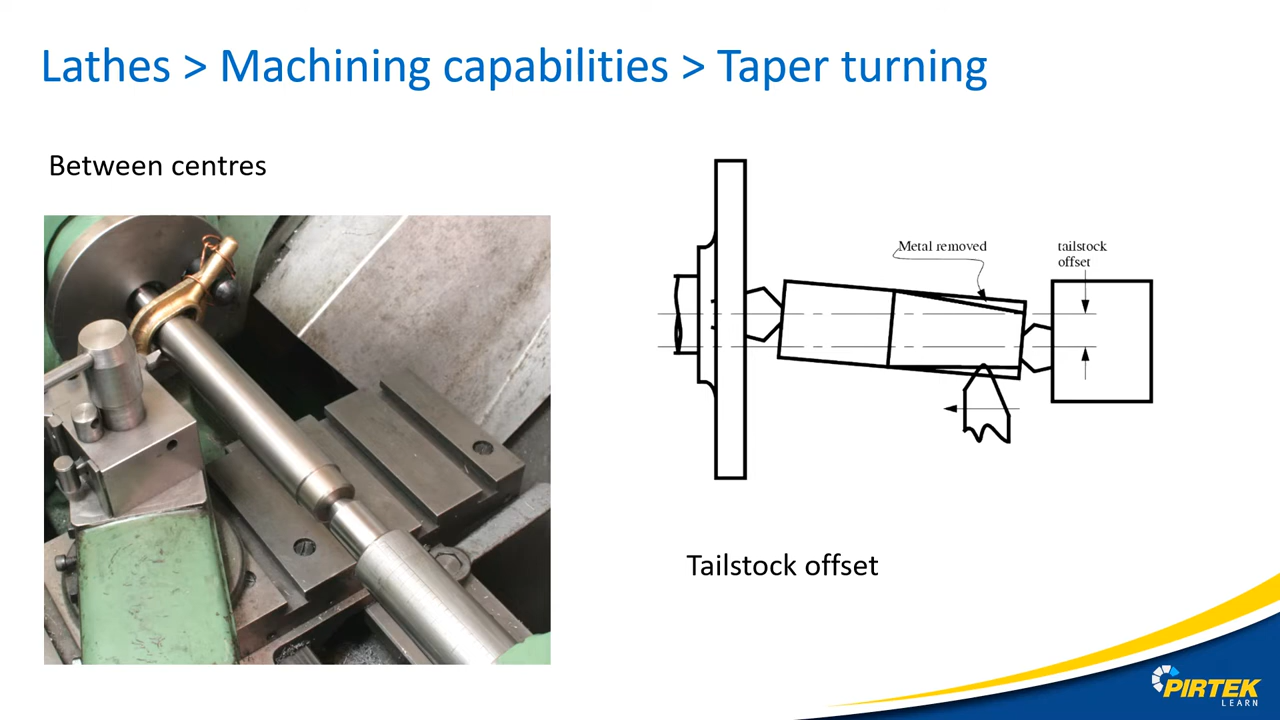 Lathes > Machining capabilities > Taper turning
Between centres
Metal removed
tailstock
offset
Tailstock offset
PIRTEK
LEARN